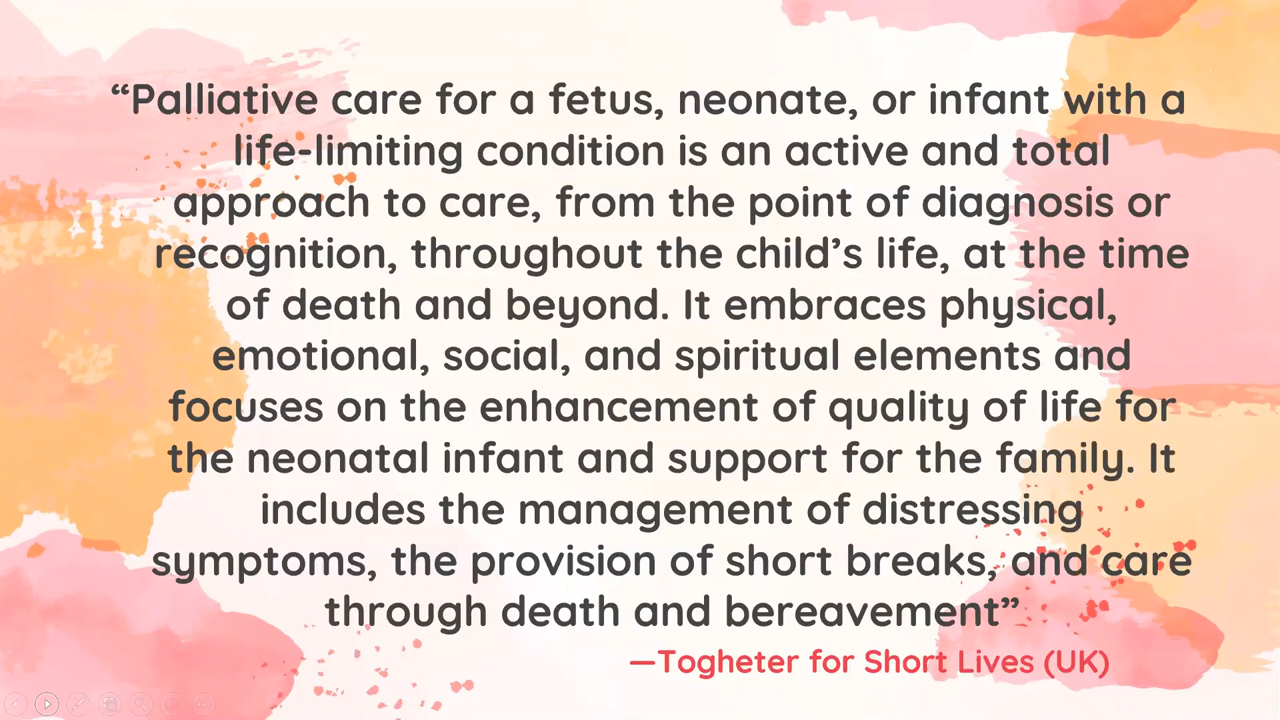 “Palliative care for a fetus, neonate, or infant with a
life-limiting condition is an active and total
approach to care, from the point of diagnosis or
recognition, throughout the child’s life, at the time
of death and beyond. It embraces physical,
emotional, social, and spiritual elements and
focuses on the enhancement of quality of life for
the neonatal infant and support for the family. It
includes the management of distressing
symptoms, the provision of short breaks, and care
through death and bereavement”
—Togheter for Short Lives (UK)